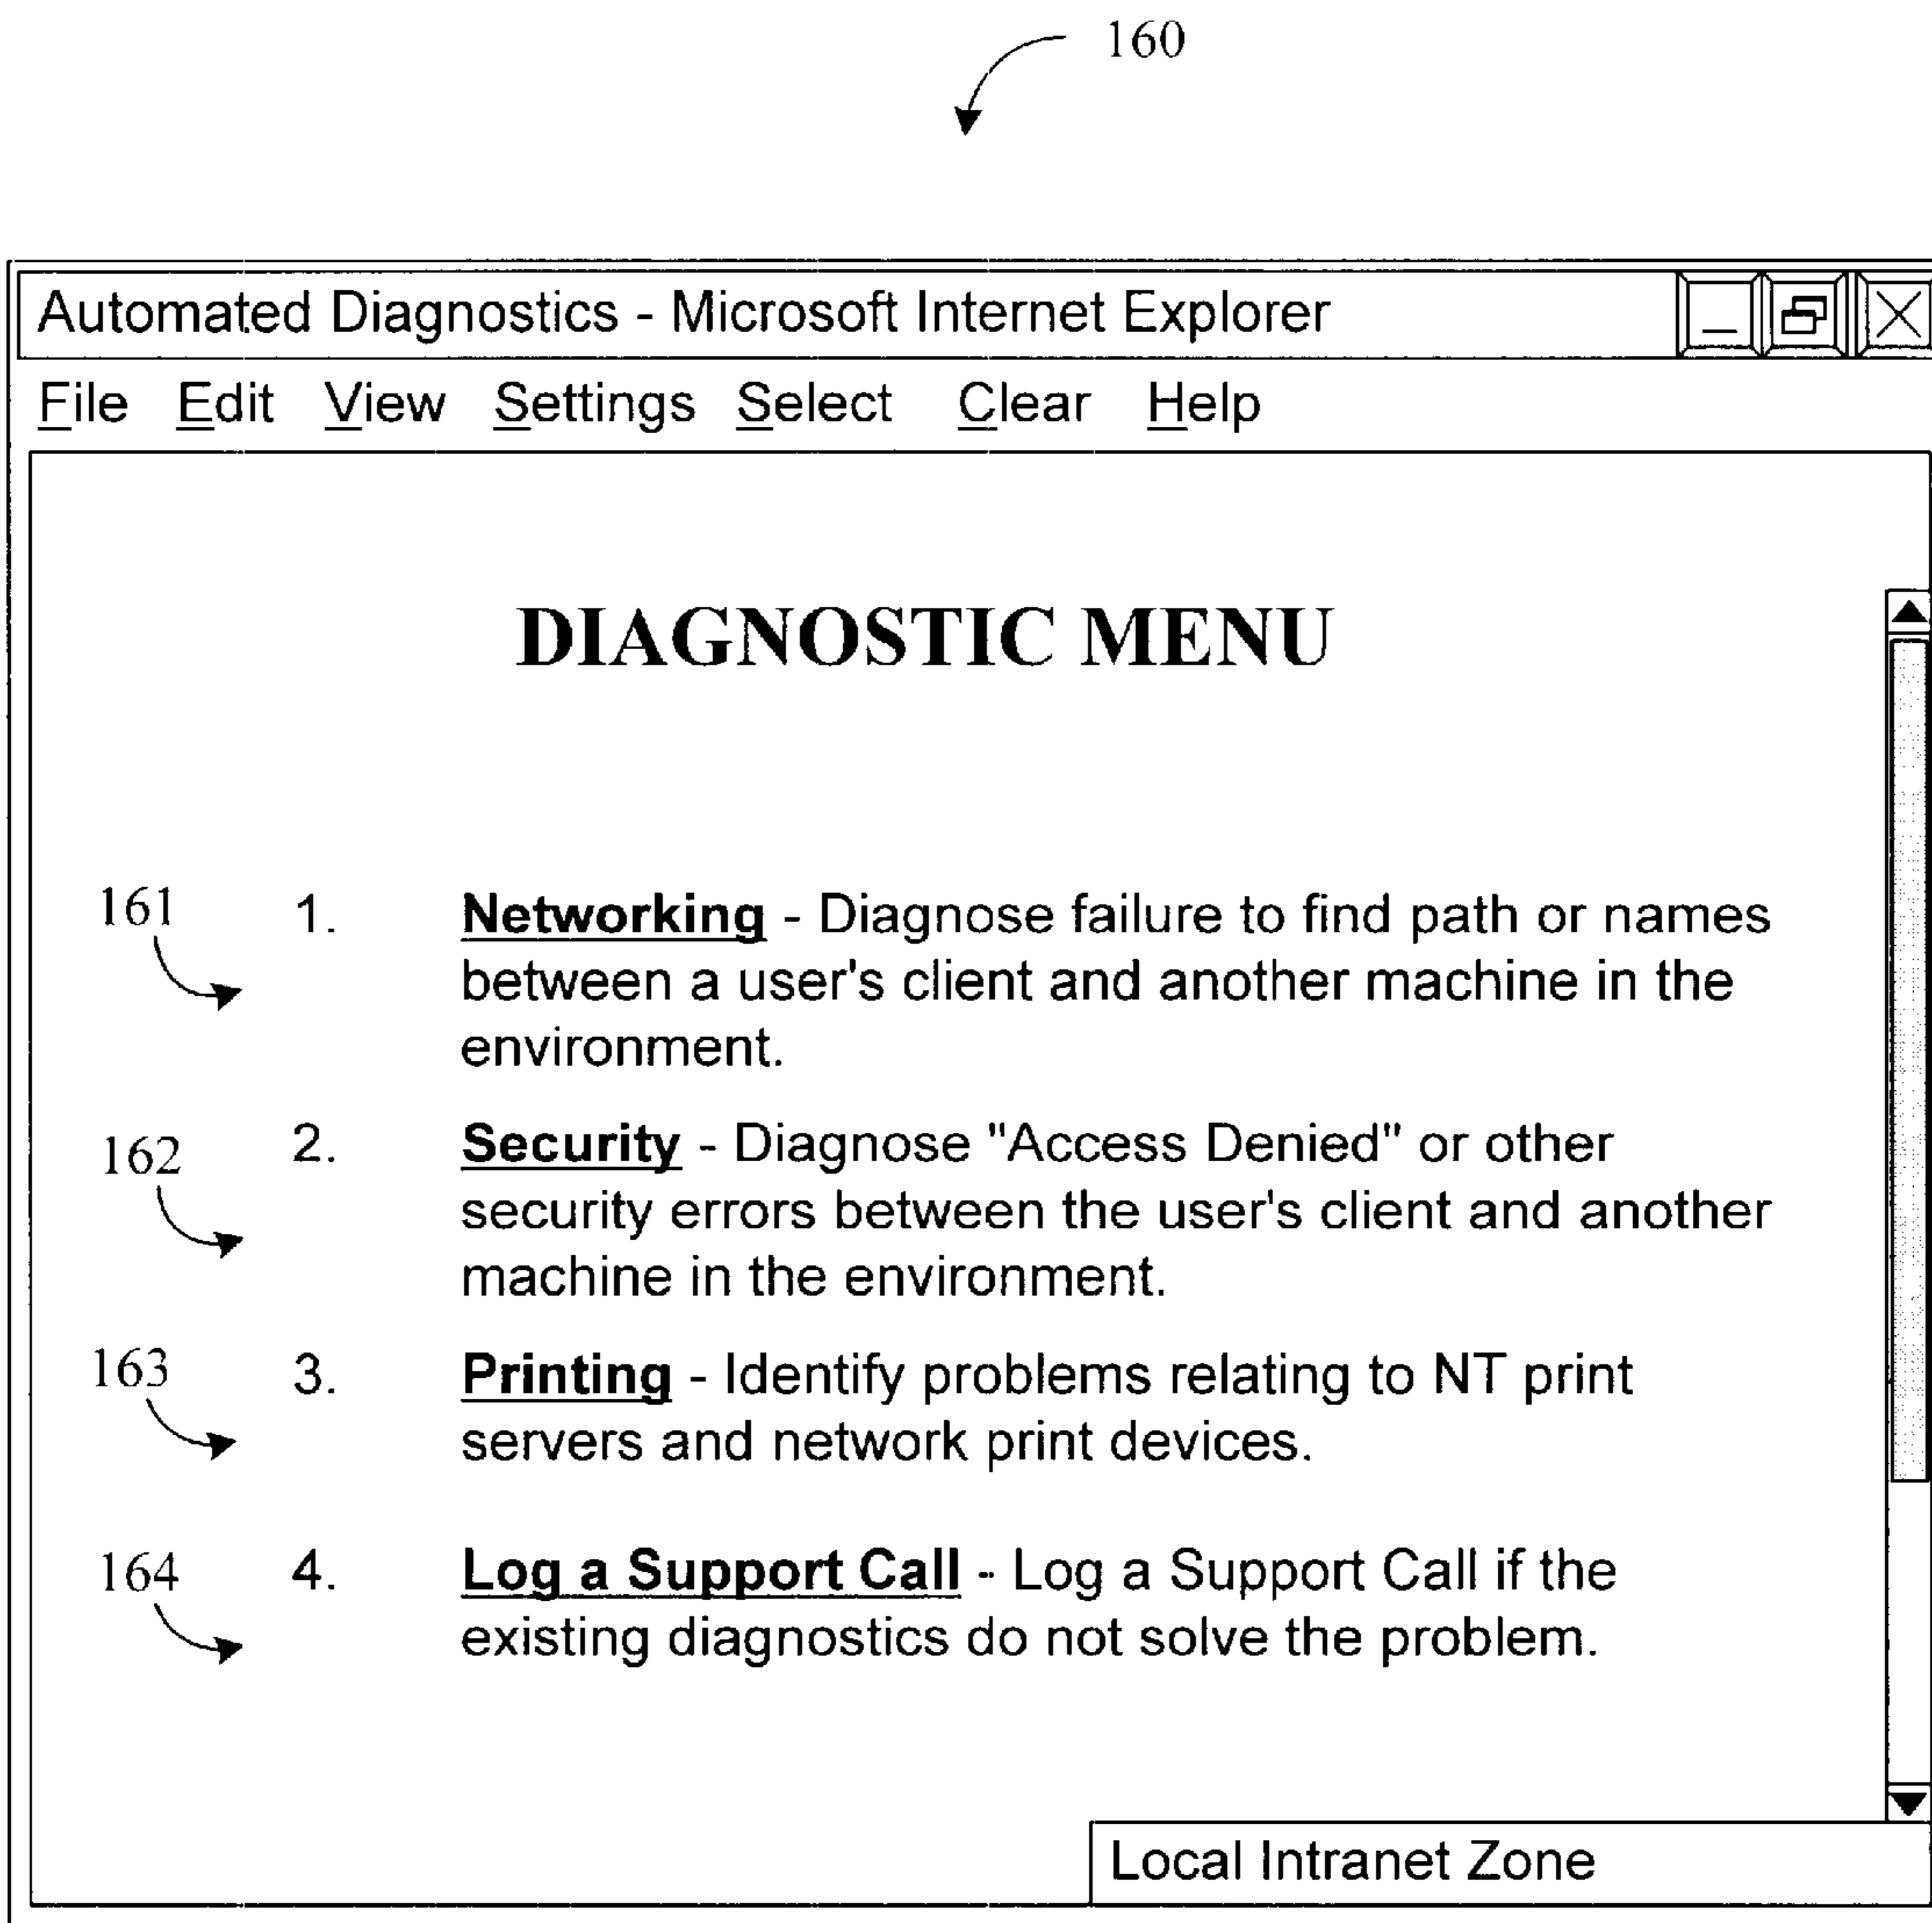 160
Automated Diagnostics - Microsoft Internet Explorer
File Edit View Settings Select Clear Help
DIAGNOSTIC MENU
161 1. Networking - Diagnose failure to find path or names
between a user's client and another machine in the
environment.
162 2. Security - Diagnose "Access Denied" or other
security errors between the user's client and another
machine in the environment.
163 3. Printing - Identify problems relating to NT print
servers and network print devices.
164 4. Log a Support Call - Log a Support Call if the
existing diagnostics do not solve the problem.
Local Intranet Zone